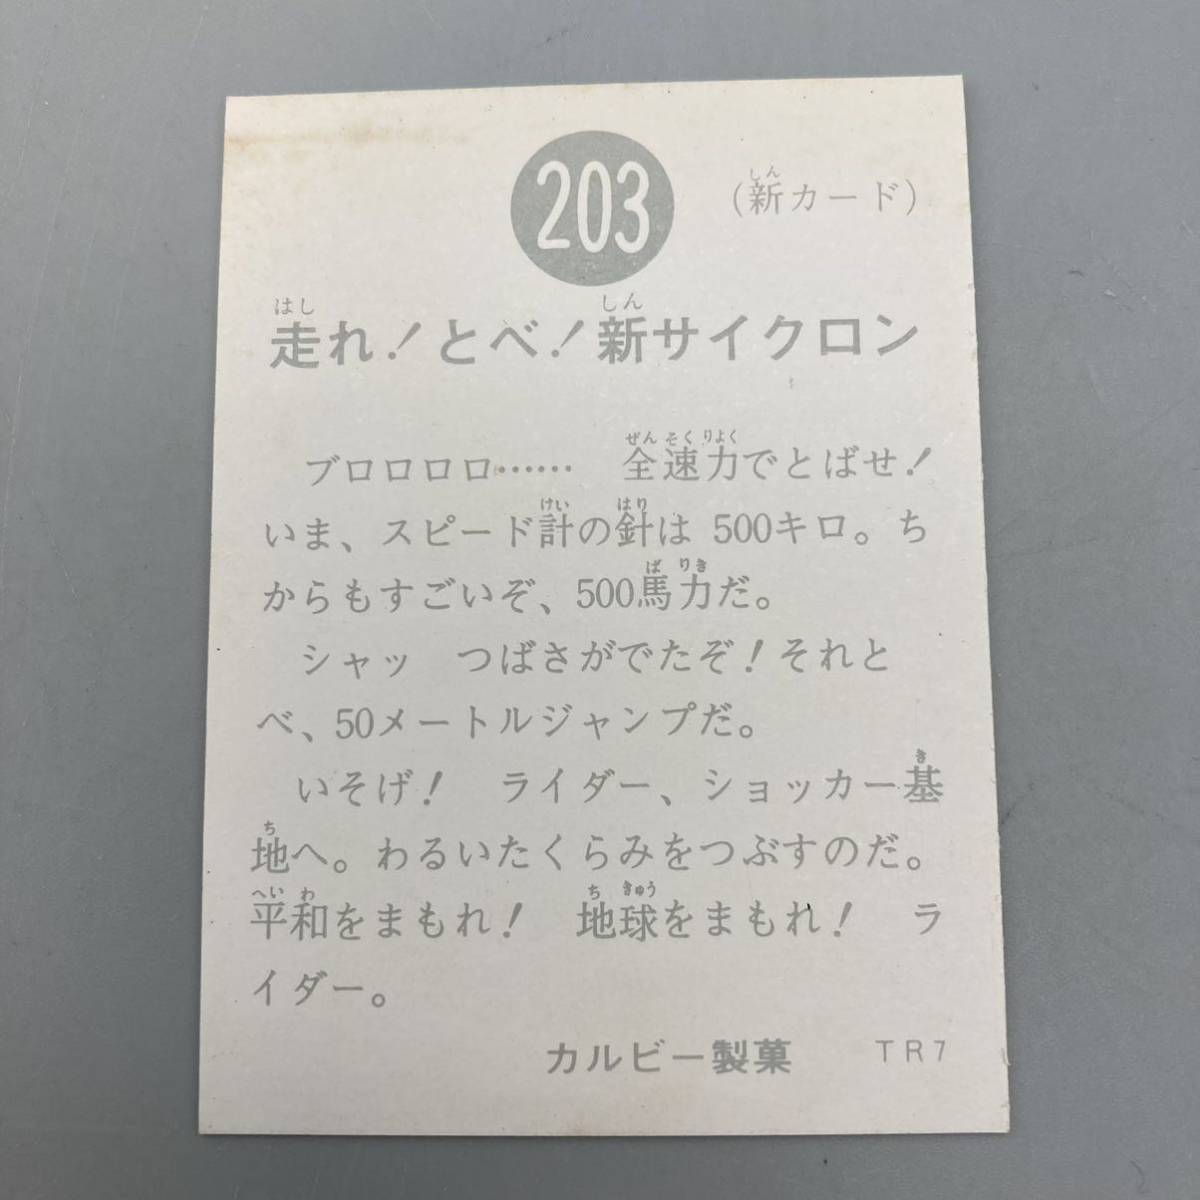 203
（新カード）
走れ！とべ！新サイクロン
ブロロロロ……　全速力でとばせ！
いま、スピード計の針は 500キロ。ち
からもすごいぞ、500馬力だ。
シャッ　つばさがでたぞ！それと
べ、50メートルジャンプだ。
いそげ！　ライダー、ショッカー基
地へ。わるいたくらみをつぶすのだ。
平和をまもれ！　地球をまもれ！　ラ
イダー。
カルビー製菓　TR7